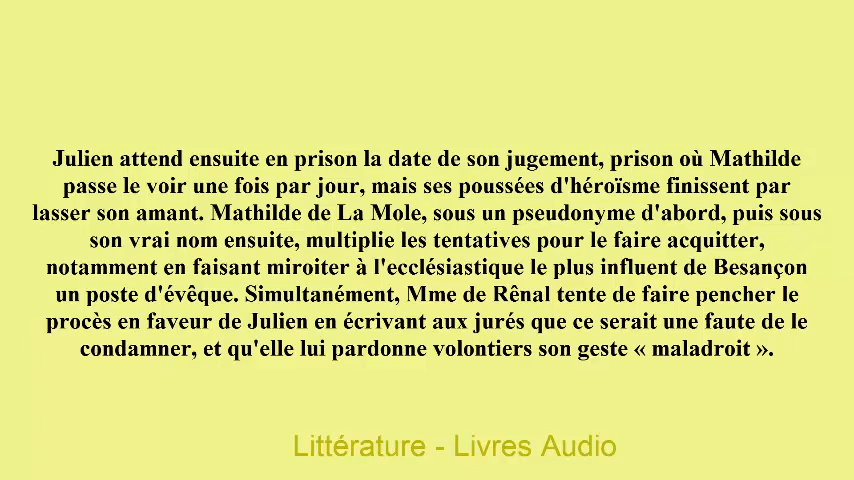 Julien attend ensuite en prison la date de son jugement, prison où Mathilde
passe le voir une fois par jour, mais ses poussées d'héroïsme finissent par
lasser son amant. Mathilde de La Mole, sous un pseudonyme d'abord, puis sous
son vrai nom ensuite, multiplie les tentatives pour le faire acquitter,
notamment en faisant miroiter à l'ecclésiastique le plus influent de Besançon
un poste d'évêque. Simultanément, Mme de Rênal tente de faire pencher le
procès en faveur de Julien en écrivant aux jurés que ce serait une faute de le
condamner, et qu'elle lui pardonne volontiers son geste « maladroit ».
Littérature - Livres Audio